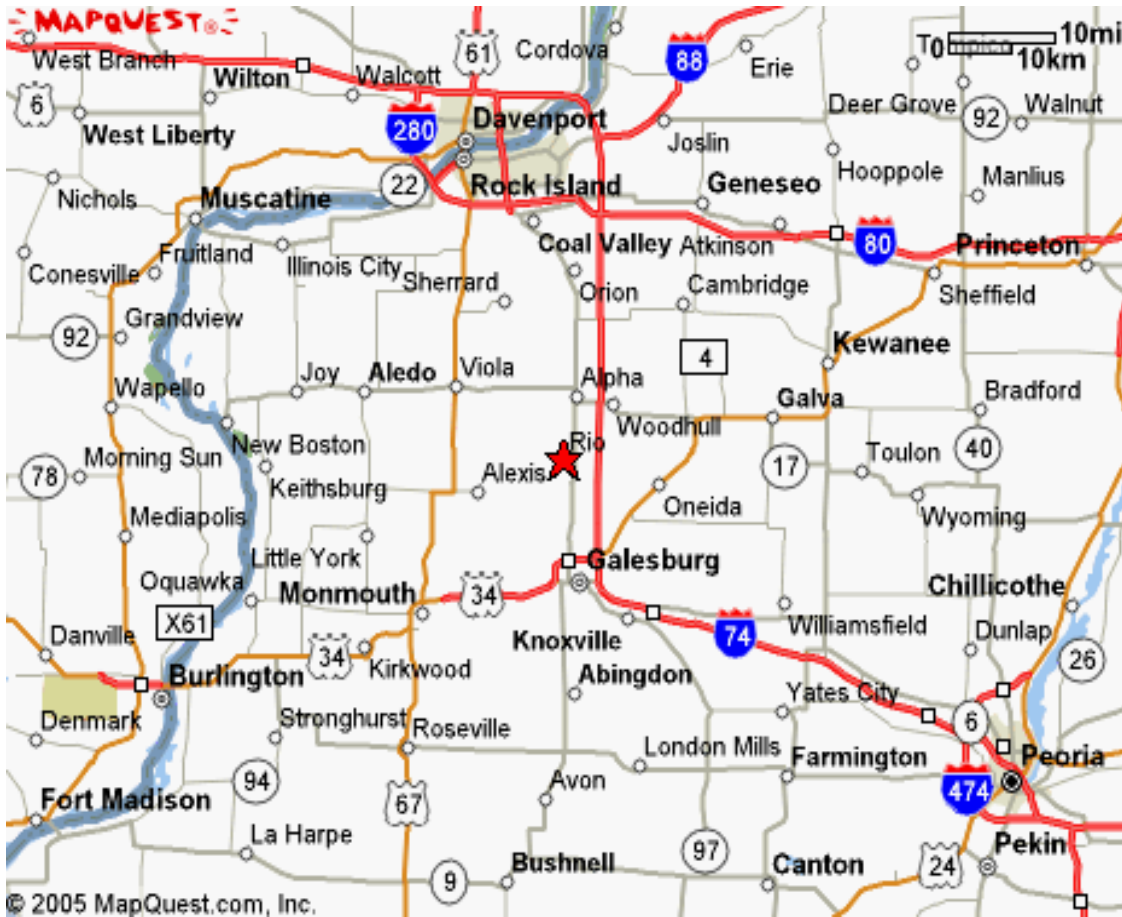 MAPQUEST®
61
Cordova
88
Erie
10mi
0
10km
West Branch
Wilton
Walcott
6
280
Davenport
Deer Grove
92
Walnut
West Liberty
Joslin
Hooppole
22
Rock Island
Geneseo
Manlius
Nichols
Muscatine
Fruitland
Coal Valley
Atkinson
80
Princeton
Conesville
Illinois City
Sherrard
Orion
Cambridge
Sheffield
Grandview
92
4
Kewanee
Wapello
Joy
Aledo
Viola
Alpha
Galva
Bradford
New Boston
Woodhull
Rio
40
78
Morning Sun
Keithsburg
Alexis
17
Toulon
Oneida
Wyoming
Mediapolis
Little York
Galesburg
Oquawka
Monmouth
34
Chillicothe
X61
Knoxville
74
Williamsfield
Dunlap
Danville
34
Kirkwood
26
Burlington
Abingdon
Yates City
Denmark
Stronghurst
Roseville
6
London Mills
Farmington
Peoria
94
Avon
474
Fort Madison
67
La Harpe
97
Pekin
Bushnell
Canton
24
9
© 2005 MapQuest.com, Inc.